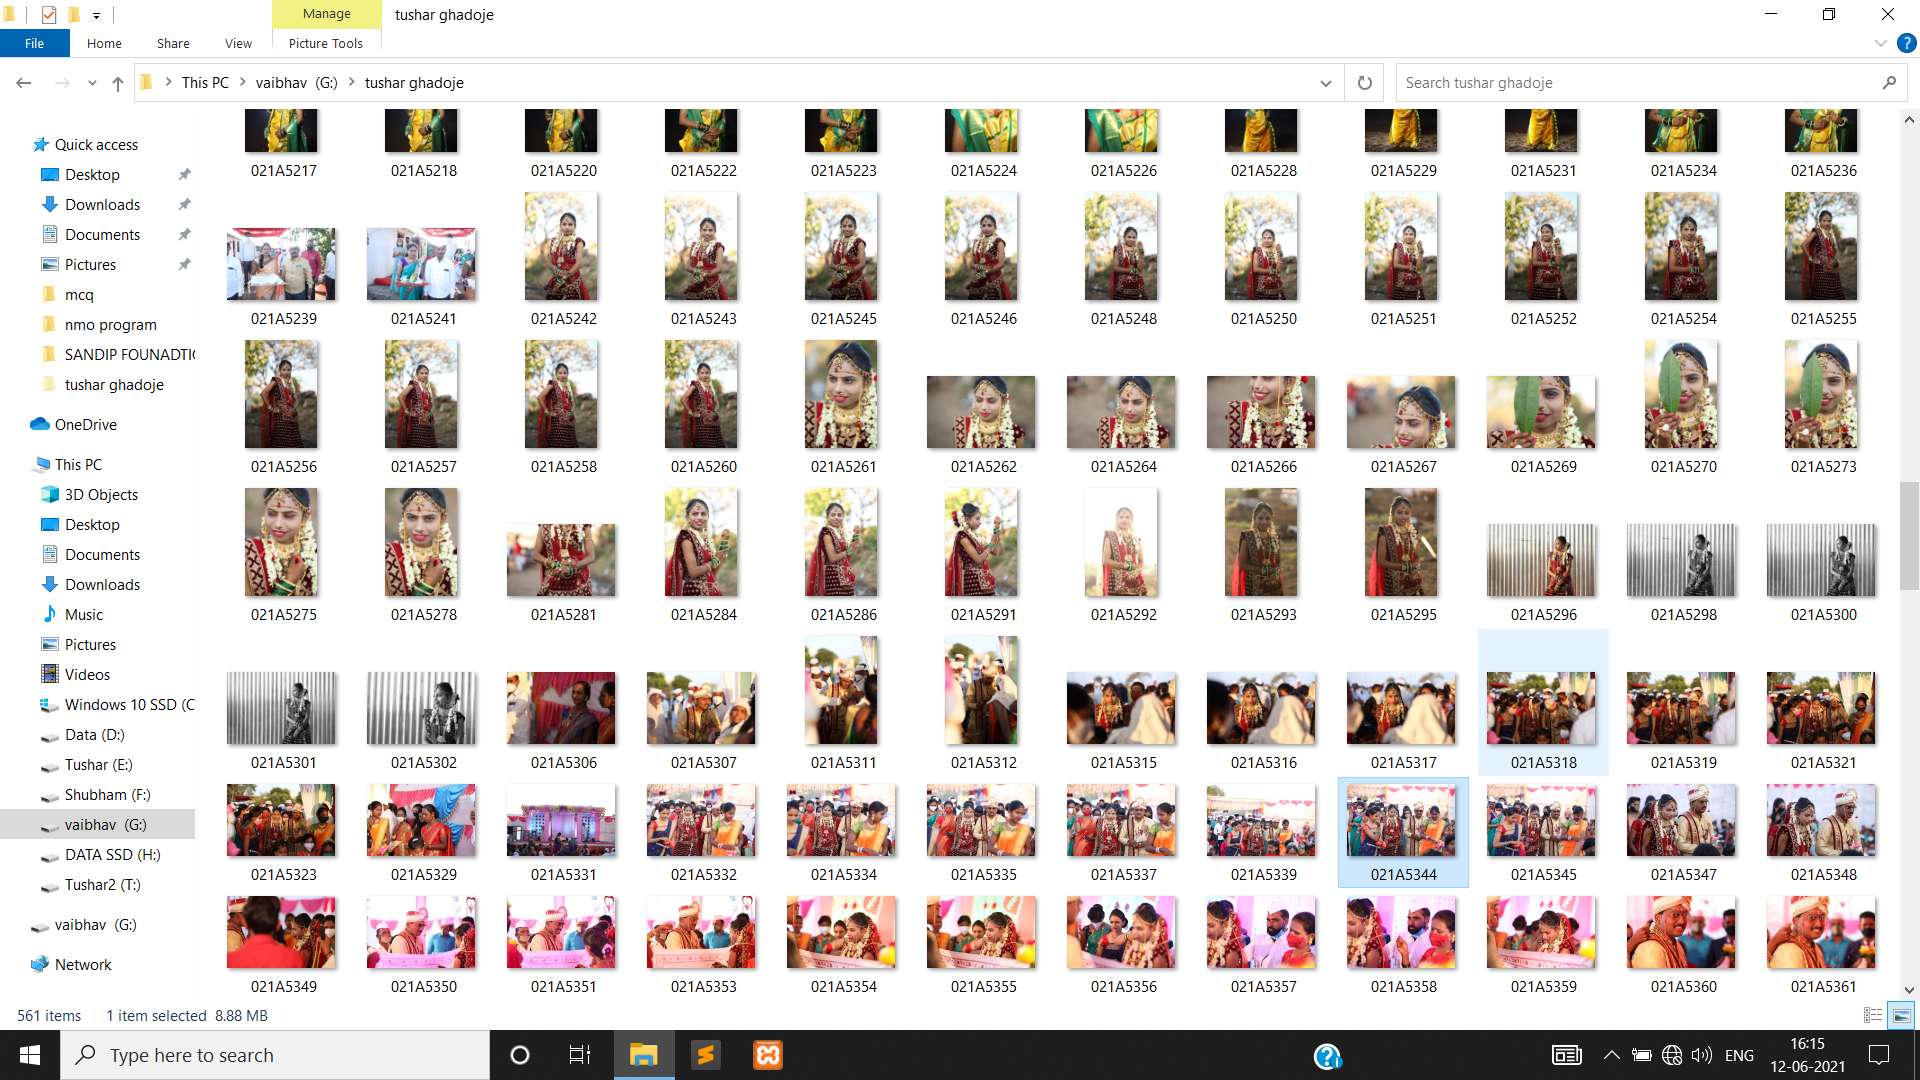 Manage
tushar ghadoje
File
Home
Share
View
Picture Tools
This PC
vaibhav (G:)
tushar ghadoje
Search tushar ghadoje
Quick access
Desktop
Downloads
Documents
Pictures
mcq
nmo program
SANDIP FOUNADTI
tushar ghadoje
OneDrive
This PC
3D Objects
Desktop
Documents
Downloads
Music
Pictures
Videos
Windows 10 SSD (C
Data (D:)
Tushar (E:)
Shubham (F:)
vaibhav (G:)
DATA SSD (H:)
Tushar2 (T:)
vaibhav (G:)
Network
021A5217 021A5218 021A5220 021A5222 021A5223 021A5224 021A5226 021A5228 021A5229 021A5231 021A5234 021A5236
021A5239 021A5241 021A5242 021A5243 021A5245 021A5246 021A5248 021A5250 021A5251 021A5252 021A5254 021A5255
021A5256 021A5257 021A5258 021A5260 021A5261 021A5262 021A5264 021A5266 021A5267 021A5269 021A5270 021A5273
021A5275 021A5278 021A5281 021A5284 021A5286 021A5291 021A5292 021A5293 021A5295 021A5296 021A5298 021A5300
021A5301 021A5302 021A5306 021A5307 021A5311 021A5312 021A5315 021A5316 021A5317 021A5318 021A5319 021A5321
021A5323 021A5329 021A5331 021A5332 021A5334 021A5335 021A5337 021A5339 021A5344 021A5345 021A5347 021A5348
021A5349 021A5350 021A5351 021A5353 021A5354 021A5355 021A5356 021A5357 021A5358 021A5359 021A5360 021A5361
561 items 1 item selected 8.88 MB
Type here to search
ENG
16:15
12-06-2021